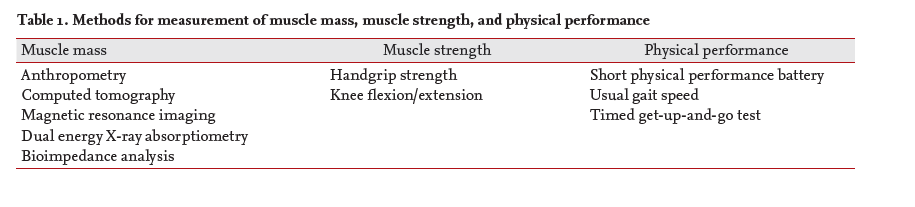 Table 1. Methods for measurement of muscle mass, muscle strength, and physical performance
Muscle mass Muscle strength Physical performance
Anthropometry Handgrip strength Short physical performance battery
Computed tomography Knee flexion/extension Usual gait speed
Magnetic resonance imaging Timed get-up-and-go test
Dual energy X-ray absorptiometry
Bioimpedance analysis